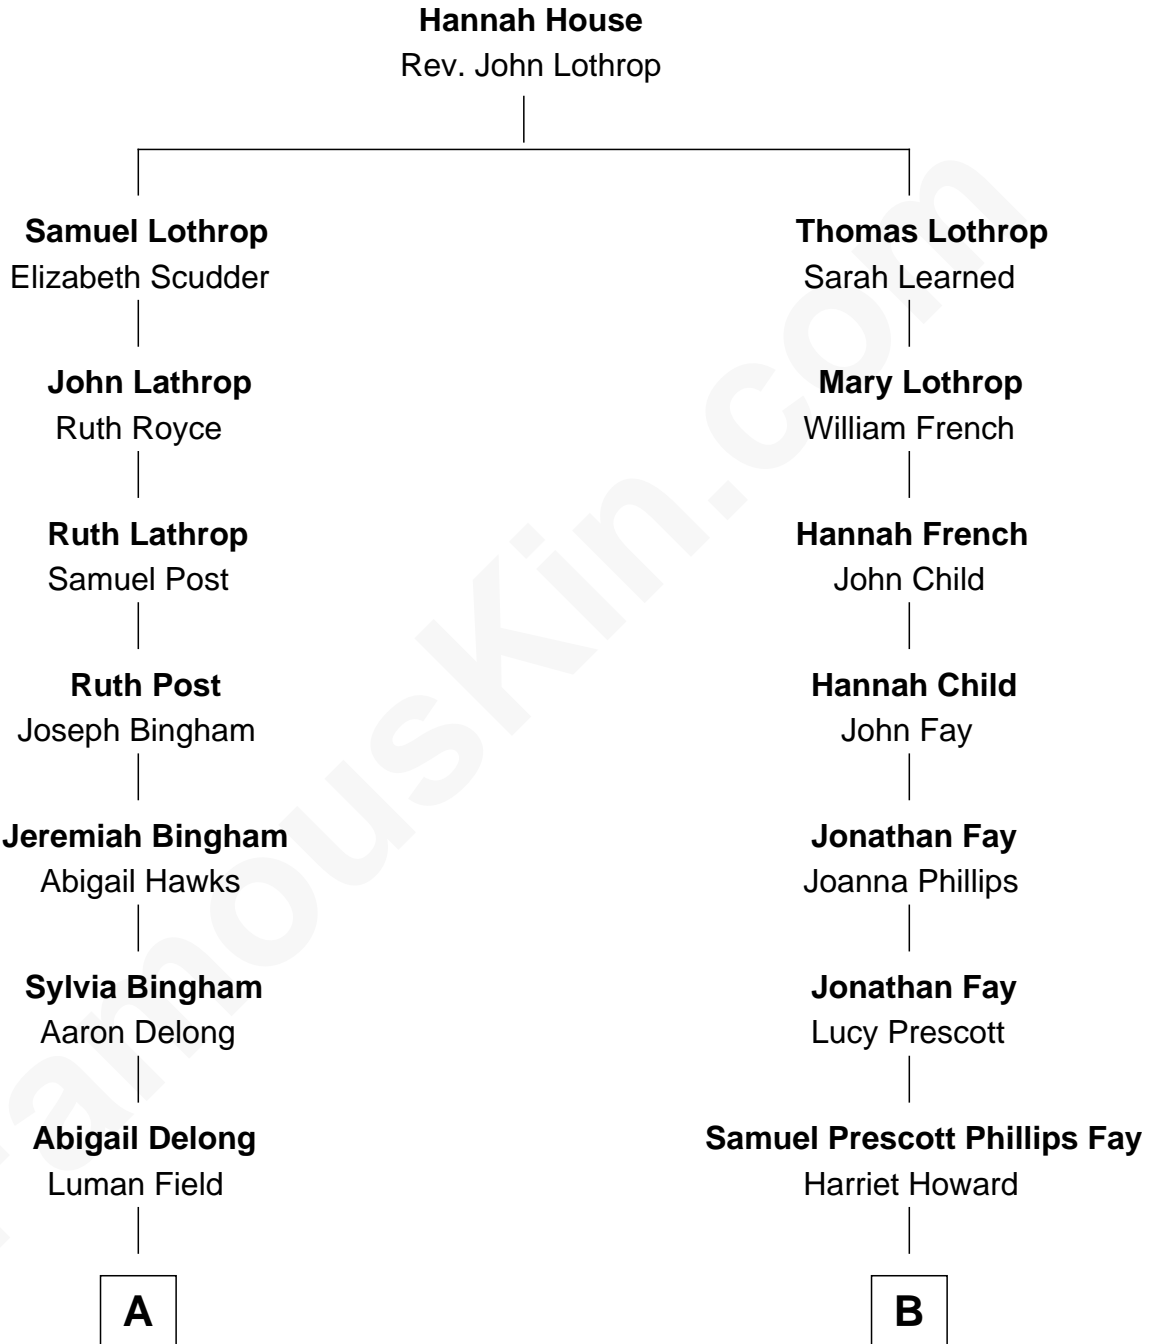 Hannah House
Rev. John Lothrop
Samuel Lothrop
Elizabeth Scudder
John Lathrop
Ruth Royce
Ruth Lathrop
Samuel Post
Ruth Post
Joseph Bingham
Jeremiah Bingham
Abigail Hawks
Sylvia Bingham
Aaron Delong
Abigail Delong
Luman Field
A
Thomas Lothrop
Sarah Learned
Mary Lothrop
William French
Hannah French
John Child
Hannah Child
John Fay
Jonathan Fay
Joanna Phillips
Jonathan Fay
Lucy Prescott
Samuel Prescott Phillips Fay
Harriet Howard
B
FamousKin.com